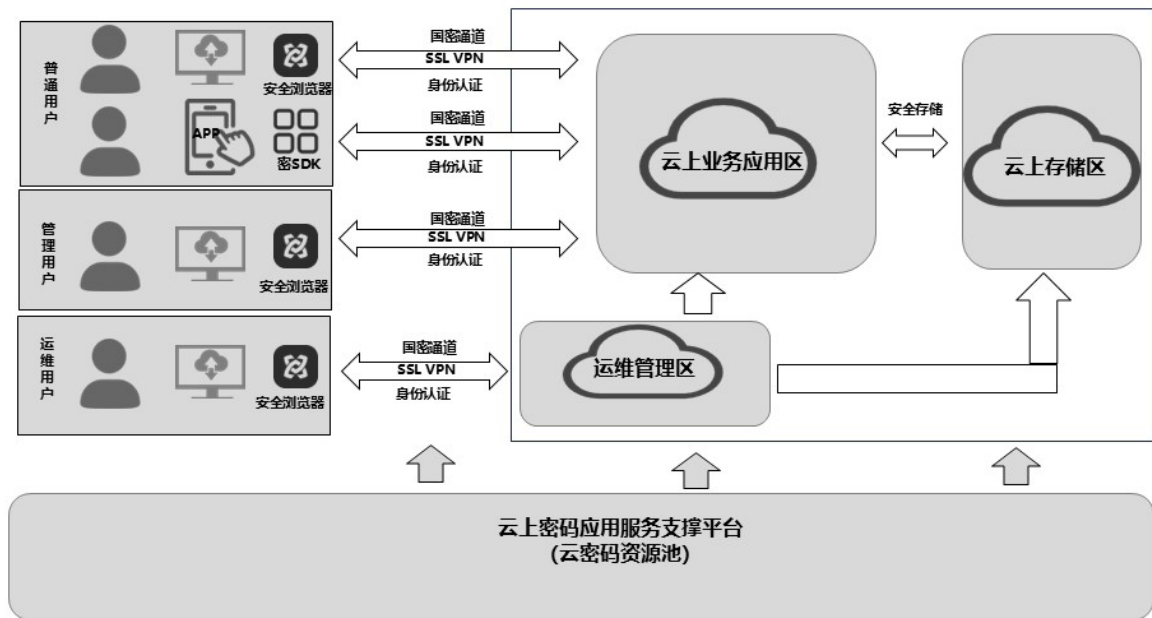 普通用户
安全浏览器
APP
密SDK
国密通道
SSL VPN
身份认证
国密通道
SSL VPN
身份认证
管理用户
安全浏览器
国密通道
SSL VPN
身份认证
运维用户
安全浏览器
国密通道
SSL VPN
身份认证
云上业务应用区
安全存储
云上存储区
运维管理区
云上密码应用服务支撑平台
(云密码资源池)